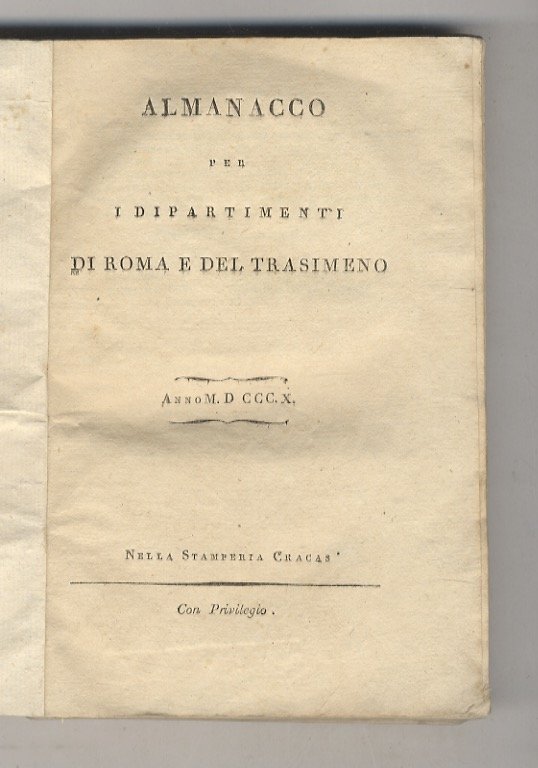 ALMANACCO
PER
I DIPARTIMENTI
DI ROMA E DEL TRASIMENO
ANNO M. D CCC. X.
NELLA STAMPERIA CRACAS
Con Privilegio.